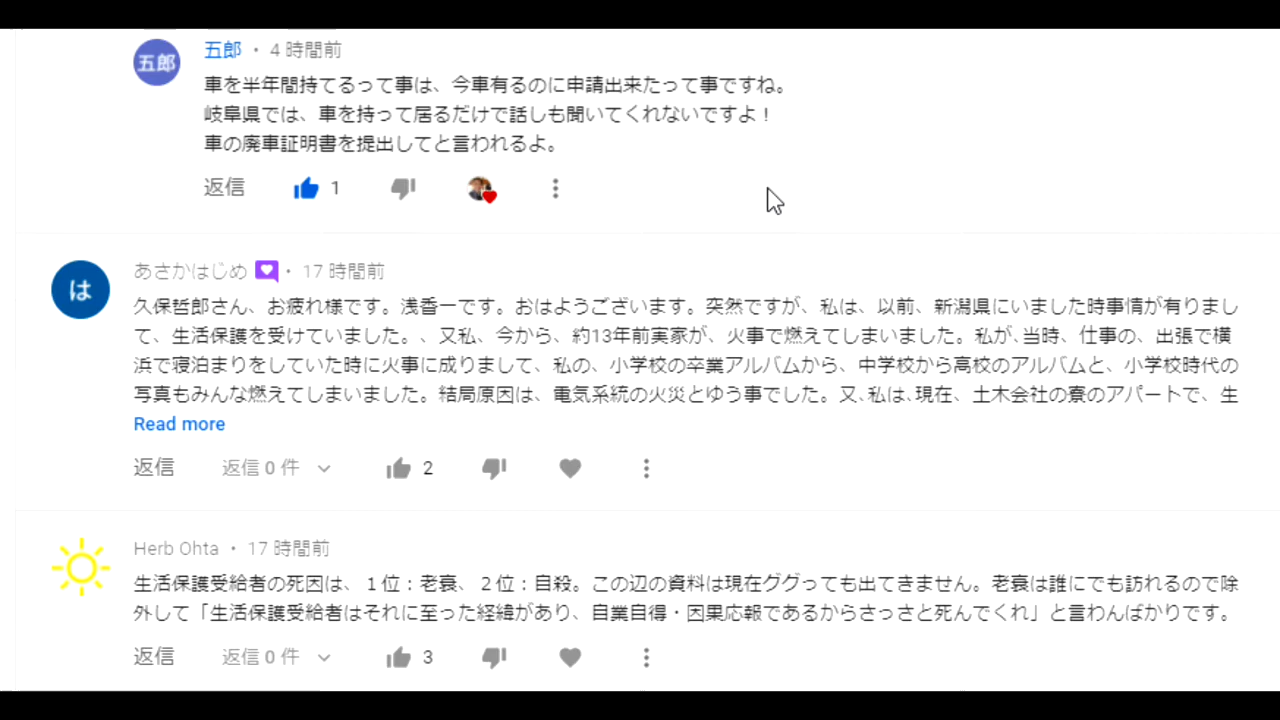 五郎
五郎 • 4 時間前
車を半年間持てるって事は、今車有るのに申請出来たって事ですね。
岐阜県では、車を持って居るだけで話しも聞いてくれないですよ！
車の廃車証明書を提出してと言われるよ。
返信 1
は
あさかはじめ • 17 時間前
久保哲郎さん、お疲れ様です。浅香一です。おはようございます。突然ですが、私は、以前、新潟県にいました時事情が有りまし
て、生活保護を受けていました。、又私、今から、約13年前実家が、火事で燃えてしまいました。私が、当時、仕事の、出張で横
浜で寝泊まりをしていた時に火事に成りまして、私の、小学校の卒業アルバムから、中学校から高校のアルバムと、小学校時代の
写真もみんな燃えてしまいました。結局原因は、電気系統の火災とゆう事でした。又、私は、現在、土木会社の寮のアパートで、生
Read more
返信 返信 0 件 2
Herb Ohta • 17 時間前
生活保護受給者の死因は、１位：老衰、２位：自殺。この辺の資料は現在ググっても出てきません。老衰は誰にでも訪れるので除
外して「生活保護受給者はそれに至った経緯があり、自業自得・因果応報であるからさっさと死んでくれ」と言わんばかりです。
返信 返信 0 件 3